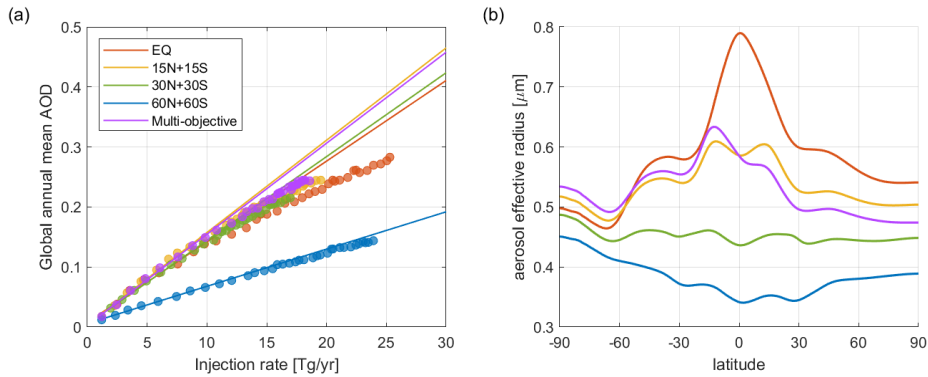 (a)
Global annual mean AOD
0.5
0.4
0.3
0.2
0.1
0
EQ
15N+15S
30N+30S
60N+60S
Multi-objective
0 5 10 15 20 25 30
Injection rate [Tg/yr]
(b)
aerosol effective radius [μm]
0.8
0.7
0.6
0.5
0.4
0.3
-90 -60 -30 0 30 60 90
latitude